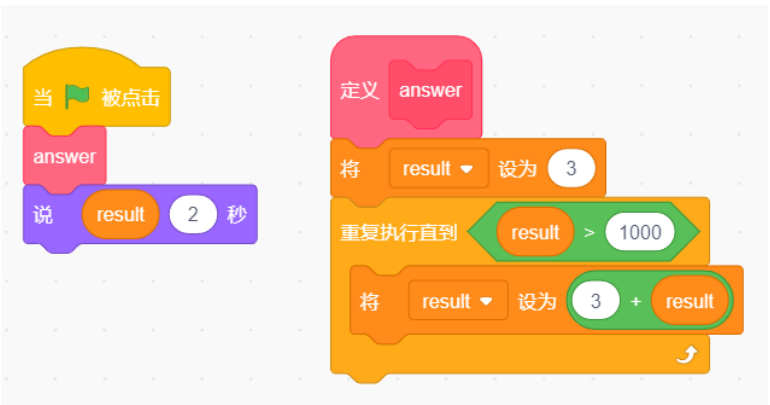 当 被点击
answer
说 result 2 秒
定义 answer
将 result 设为 3
重复执行直到 result > 1000
将 result 设为 3 + result